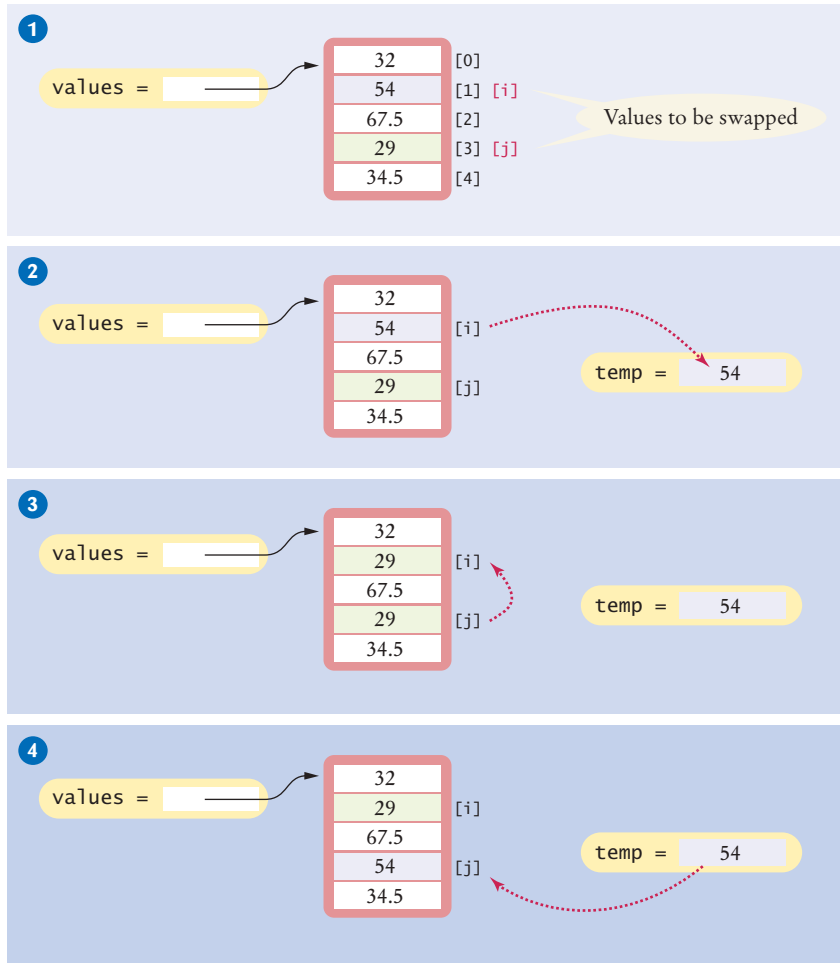 1
32 [0]
values =
54 [1] [i]
67.5 [2]
Values to be swapped
29 [3] [j]
34.5 [4]
2
32
values =
54 [i]
67.5
temp = 54
29 [j]
34.5
3
32
values =
29 [i]
67.5
temp = 54
29 [j]
34.5
4
32
values =
29 [i]
67.5
temp = 54
54 [j]
34.5